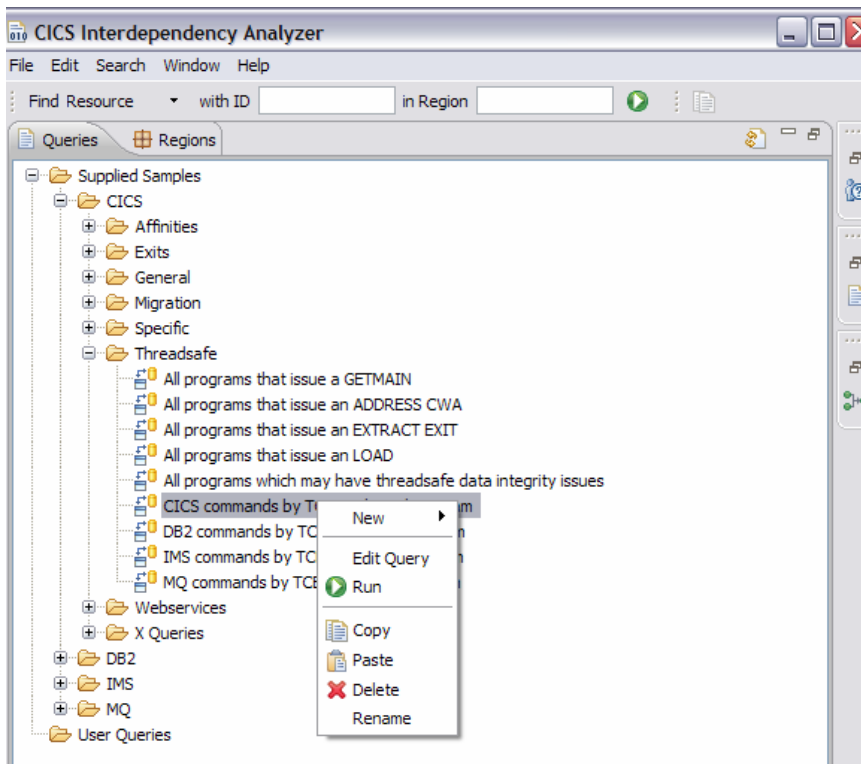 CICS Interdependency Analyzer
File Edit Search Window Help
Find Resource with ID in Region
Queries Regions
Supplied Samples
CICS
Affinities
Exits
General
Migration
Specific
Threadsafe
All programs that issue a GETMAIN
All programs that issue an ADDRESS CWA
All programs that issue an EXTRACT EXIT
All programs that issue an LOAD
All programs which may have threadsafe data integrity issues
CICS commands by
DB2 commands by
IMS commands by
MQ commands by
Webservices
X Queries
DB2
IMS
MQ
User Queries
New
Edit Query
Run
Copy
Paste
Delete
Rename